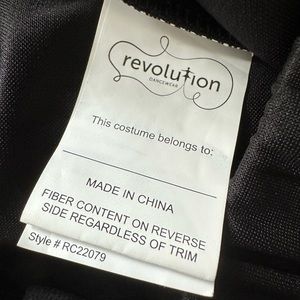 revolution
DANCEWEAR
This costume belongs to:
MADE IN CHINA
FIBER CONTENT ON REVERSE
SIDE REGARDLESS OF TRIM
Style # RC22079